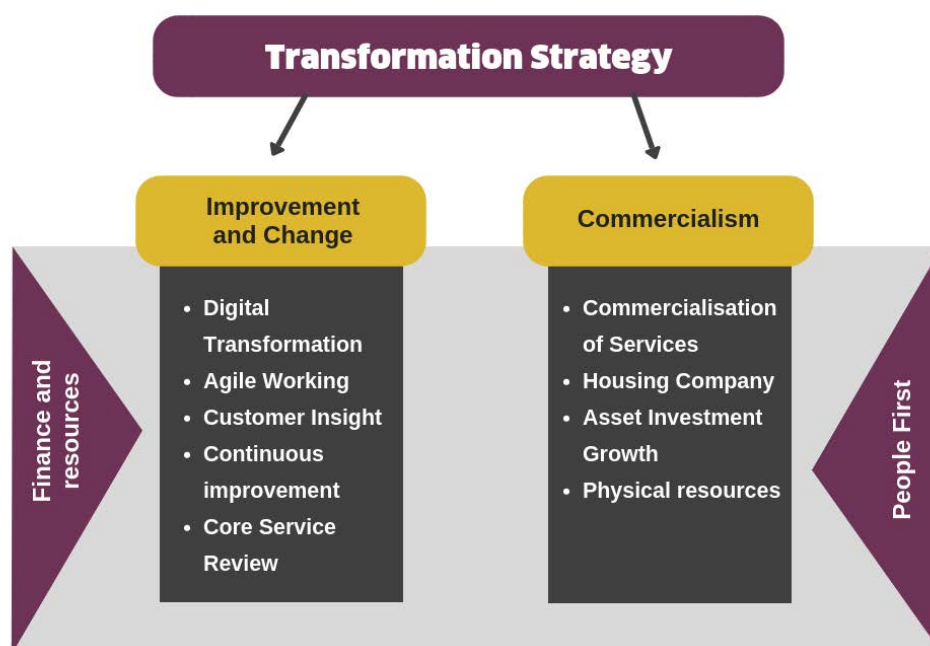 Transformation Strategy
Improvement
and Change
Commercialism
Finance and
resources
• Digital
Transformation
• Agile Working
• Customer Insight
• Continuous
improvement
• Core Service
Review
• Commercialisation
of Services
• Housing Company
• Asset Investment
Growth
• Physical resources
People First